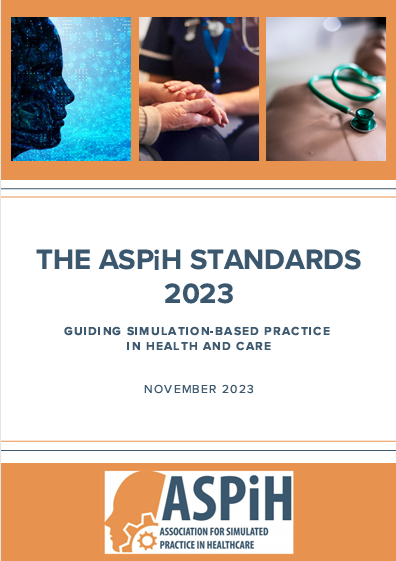 THE ASPiH STANDARDS
2023
GUIDING SIMULATION-BASED PRACTICE
IN HEALTH AND CARE
NOVEMBER 2023
ASPiH
ASSOCIATION FOR SIMULATED
PRACTICE IN HEALTHCARE